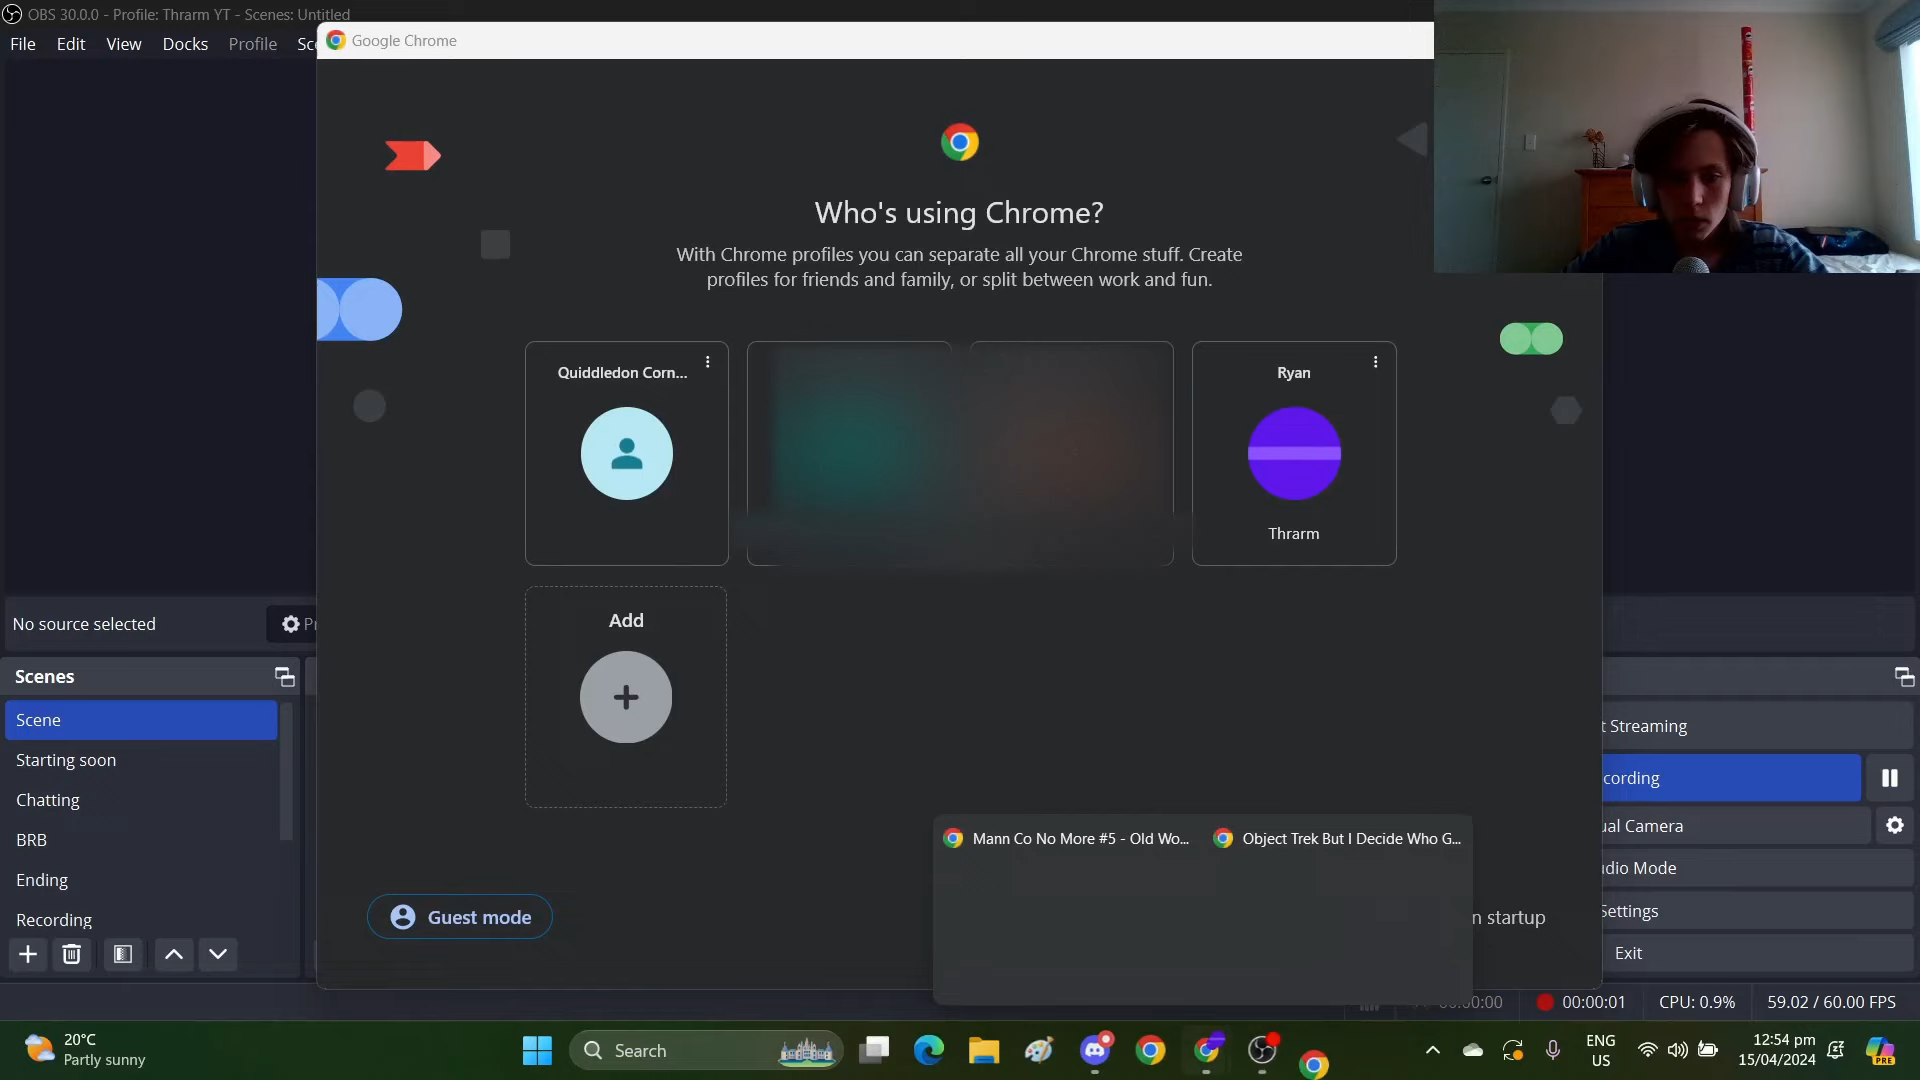 OBS 30.0.0 - Profile: Thrarm YT - Scenes: Untitled
File Edit View Docks Profile
Google Chrome
Who's using Chrome?
With Chrome profiles you can separate all your Chrome stuff. Create
profiles for friends and family, or split between work and fun.
Quiddledon Corn...
Ryan
Thrarm
Add
No source selected
Scenes
Scene
Starting soon
Chatting
BRB
Ending
Recording
Mann Co No More #5 - Old Wo...
Object Trek But I Decide Who G...
Guest mode
startup
Streaming
Mode
Settings
Exit
00:00:00
00:00:01
CPU: 0.9%
59.02 / 60.00 FPS
20°C
Partly sunny
Search
ENG
US
12:54 pm
15/04/2024
PRE